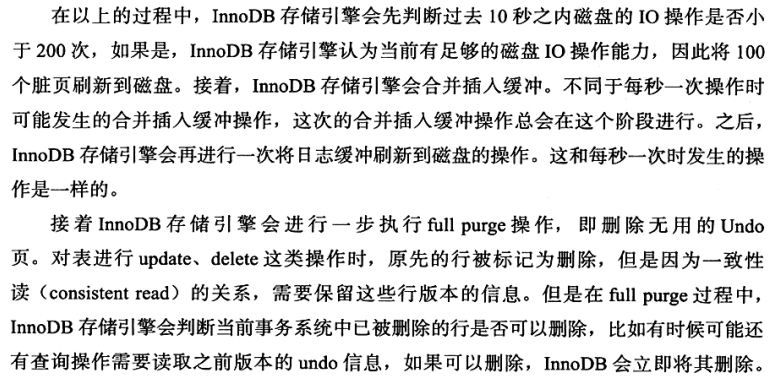 在以上的过程中，InnoDB 存储引擎会先判断过去 10 秒之内磁盘的 IO 操作是否小
于 200 次，如果是，InnoDB 存储引擎认为当前有足够的磁盘 IO 操作能力，因此将 100
个脏页刷新到磁盘。接着，InnoDB 存储引擎会合并插入缓冲。不同于每秒一次操作时
可能发生的合并插入缓冲操作，这次的合并插入缓冲操作总会在这个阶段进行。之后，
InnoDB 存储引擎会再进行一次将日志缓冲刷新到磁盘的操作。这和每秒一次时发生的操
作是一样的。
接着 InnoDB 存储引擎会进行一步执行 full purge 操作，即删除无用的 Undo
页。对表进行 update、delete 这类操作时，原先的行被标记为删除，但是因为一致性
读（consistent read）的关系，需要保留这些行版本的信息。但是在 full purge 过程中，
InnoDB 存储引擎会判断当前事务系统中已被删除的行是否可以删除，比如有时候可能还
有查询操作需要读取之前版本的 undo 信息，如果可以删除，InnoDB 会立即将其删除。